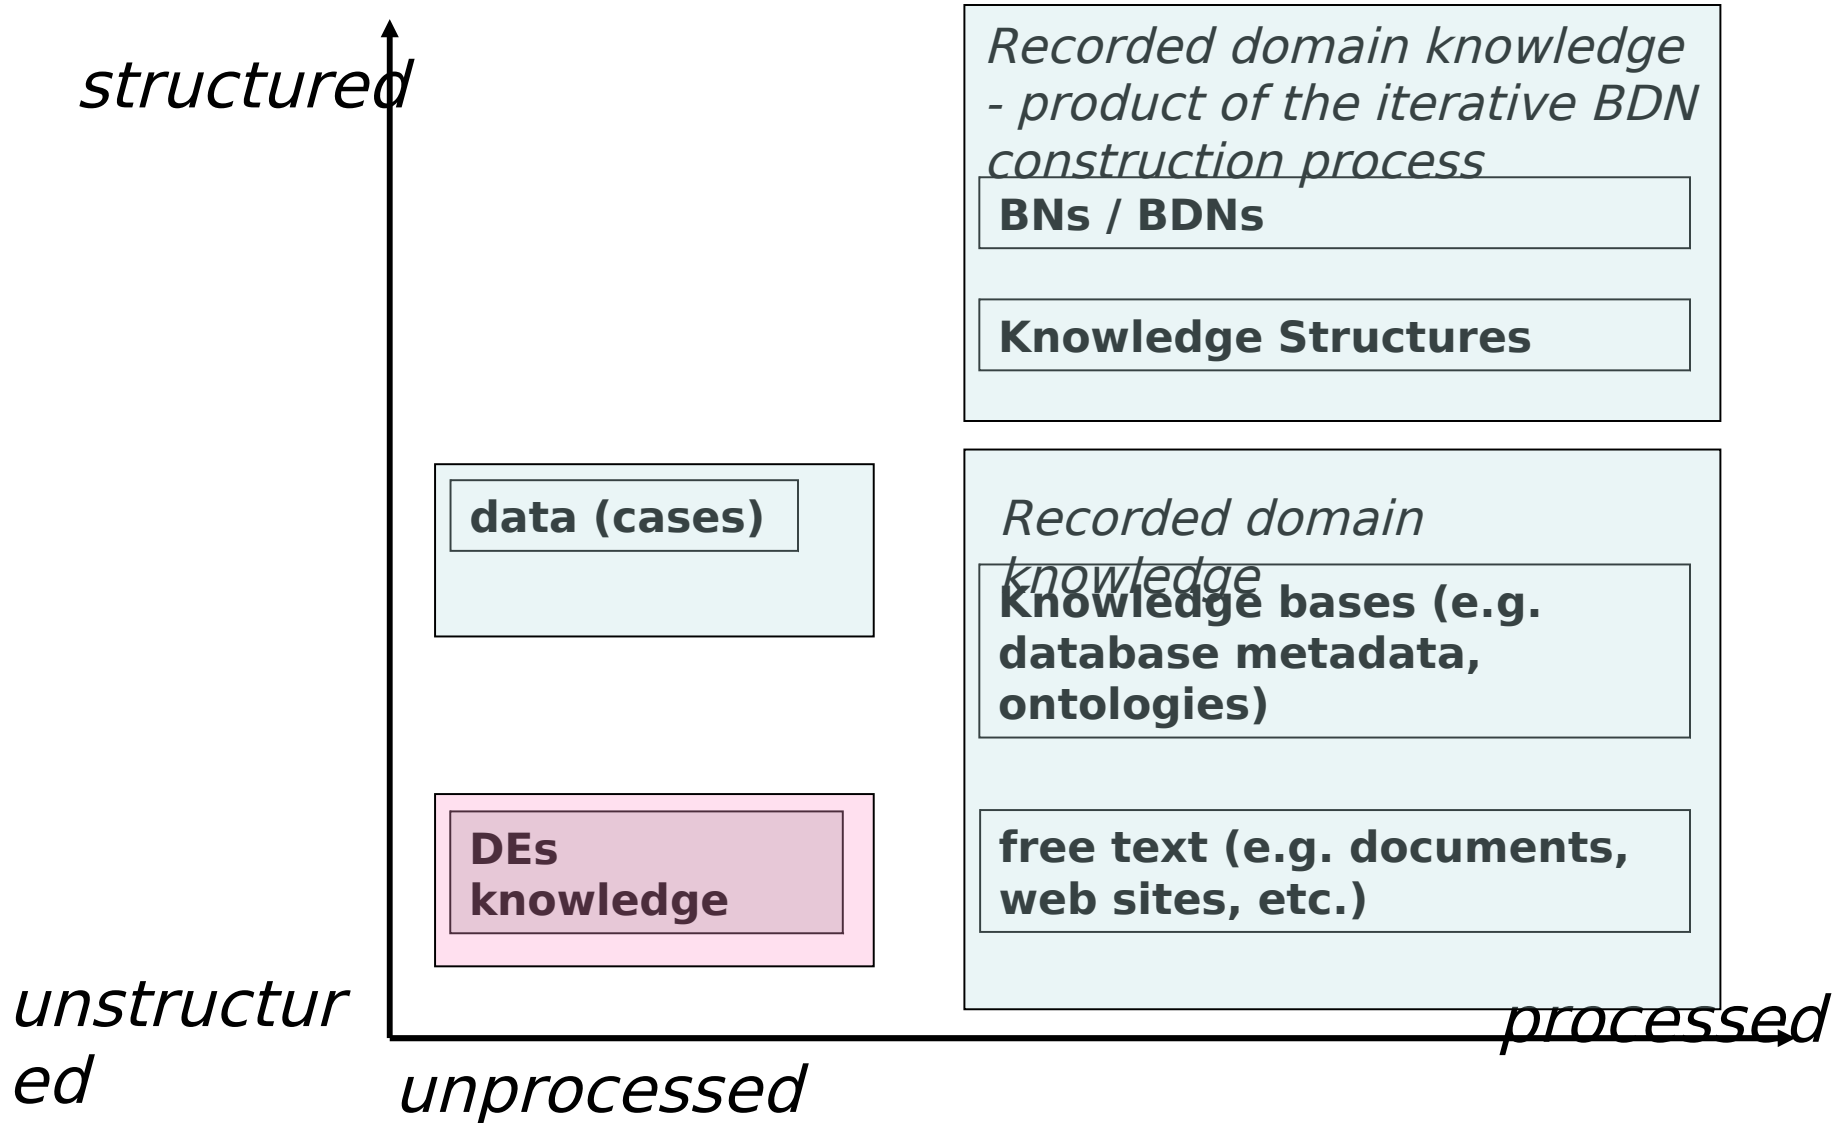 structured
Recorded domain knowledge
- product of the iterative BDN
construction process
BNs / BDNs
Knowledge Structures
data (cases)
Recorded domain
knowledge
Knowledge bases (e.g.
database metadata,
ontologies)
DEs
knowledge
free text (e.g. documents,
web sites, etc.)
unstructur
ed
processed
unprocessed